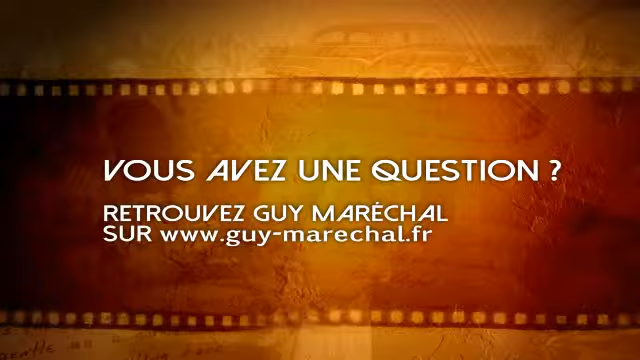 VOUS AVEZ UNE QUESTION ?
RETROUVEZ GUY MARÉCHAL
SUR www.guy-marechal.fr